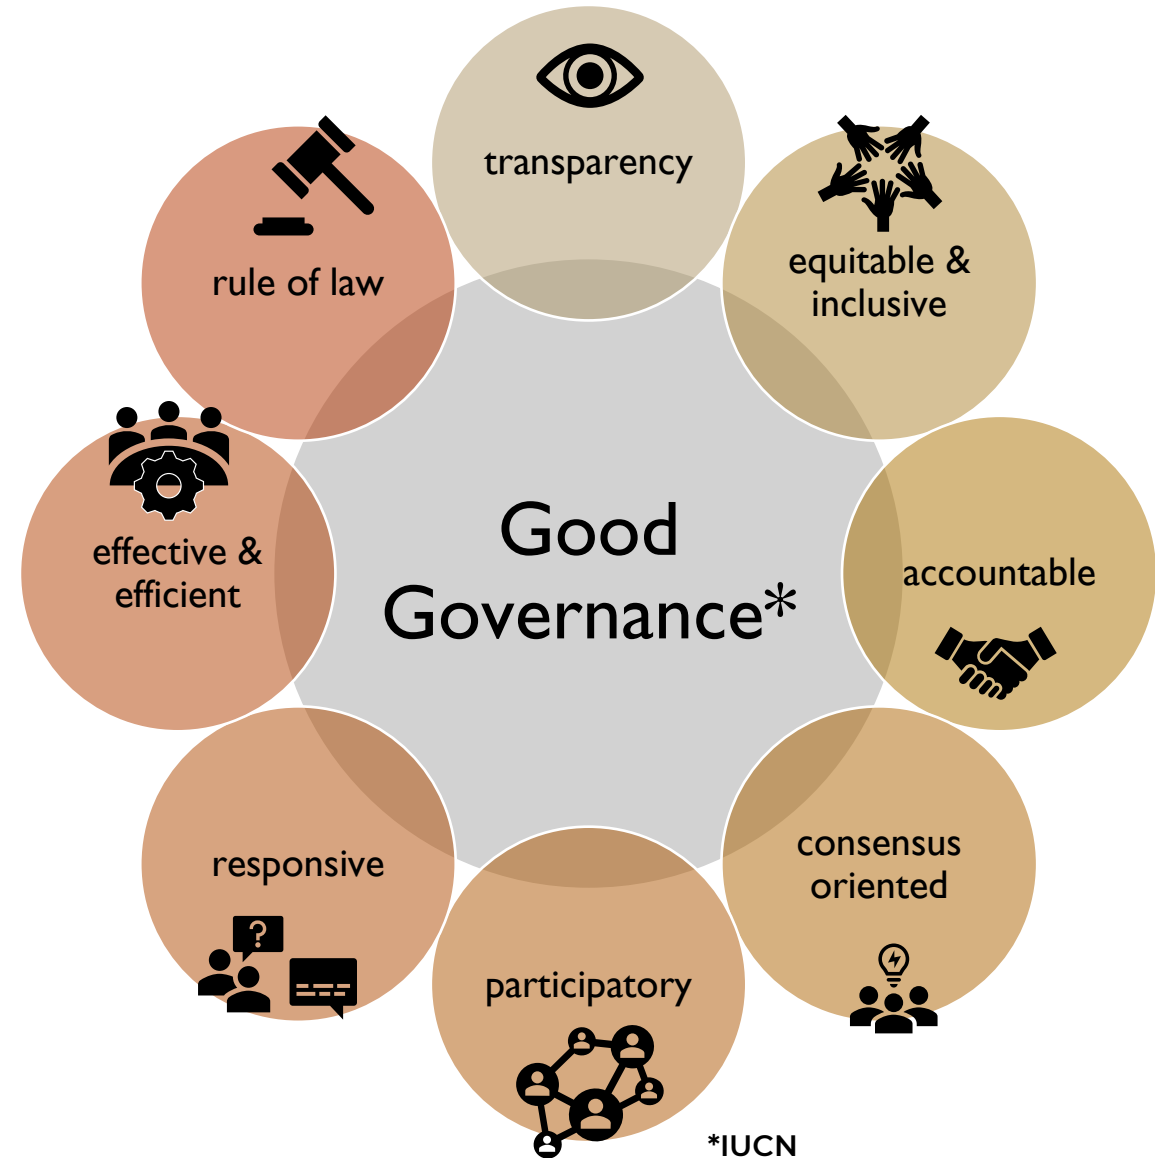 transparency
equitable &
inclusive
accountable
consensus
oriented
participatory
responsive
effective &
efficient
rule of law
Good
Governance*
?
*IUCN